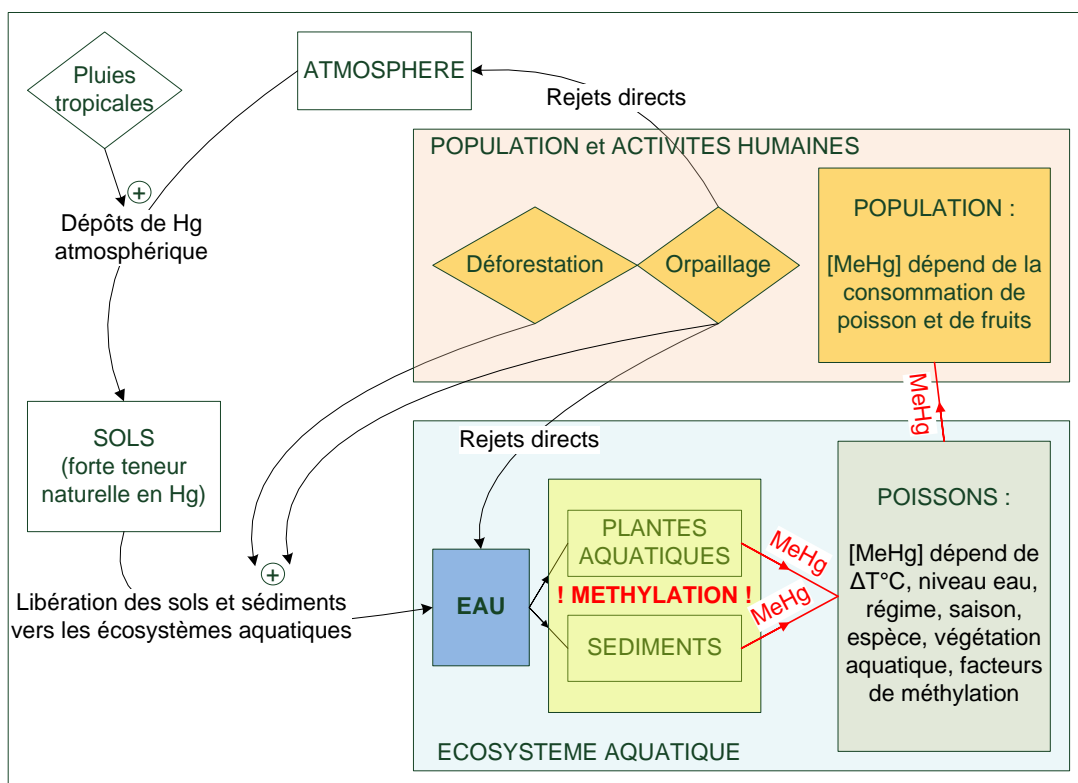 Pluies
tropicales
ATMOSPHERE
Rejets directs
+
Dépôts de Hg
atmosphérique
POPULATION et ACTIVITES HUMAINES
Déforestation
Orpaillage
POPULATION :
[MeHg] dépend de la
consommation de
poisson et de fruits
MeHg
SOLS
(forte teneur
naturelle en Hg)
+
Libération des sols et sédiments
vers les écosystèmes aquatiques
Rejets directs
EAU
PLANTES
AQUATIQUES
! METHYLATION !
SEDIMENTS
MeHg
MeHg
POISSONS :
[MeHg] dépend de
ΔT°C, niveau eau,
régime, saison,
espèce, végétation
aquatique, facteurs
de méthylation
ECOSYSTEME AQUATIQUE